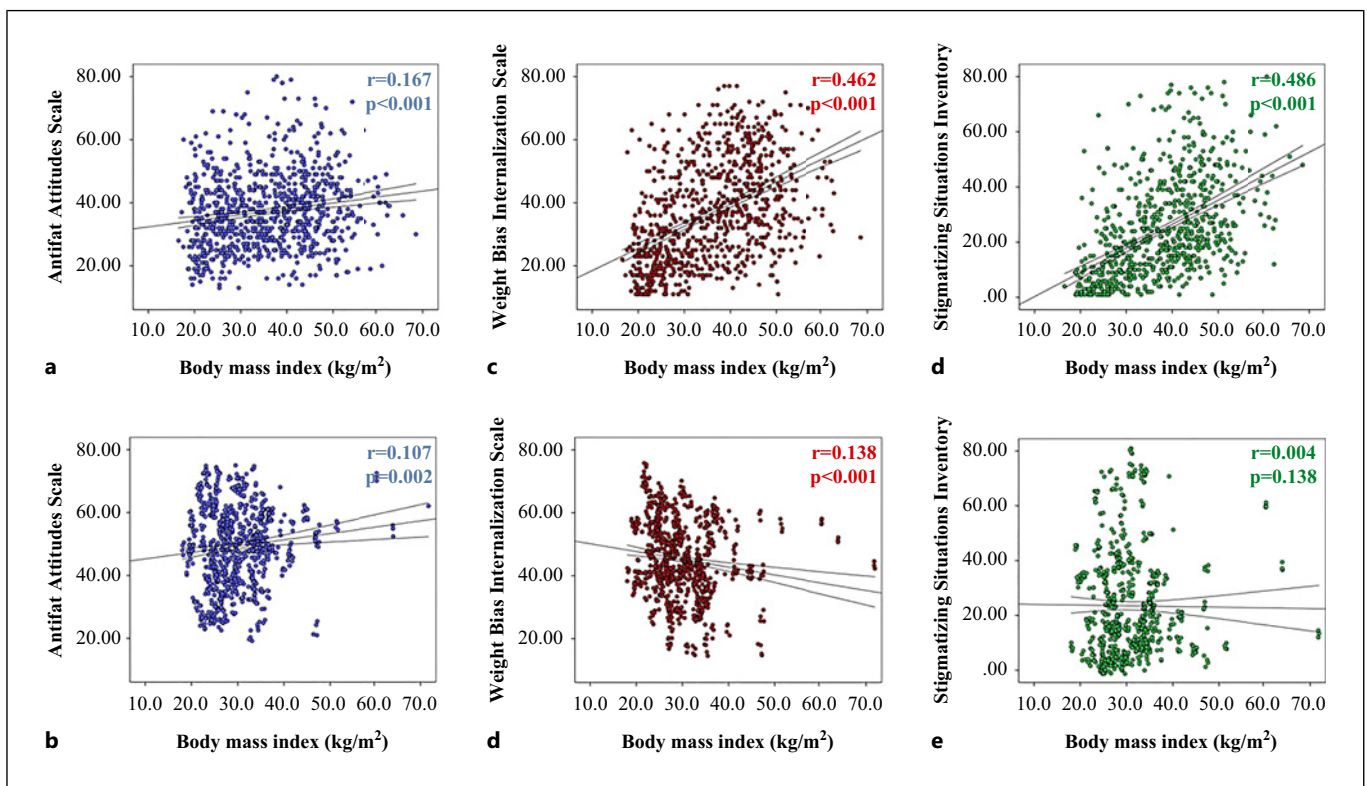 Antifat Attitudes Scale
80.00
60.00
40.00
20.00
r=0.167
p<0.001
10.0 20.0 30.0 40.0 50.0 60.0 70.0
Body mass index (kg/m²)
a
Weight Bias Internalization Scale
80.00
60.00
40.00
20.00
r=0.462
p<0.001
10.0 20.0 30.0 40.0 50.0 60.0 70.0
Body mass index (kg/m²)
c
Stigmatizing Situations Inventory
80.00
60.00
40.00
20.00
.00
r=0.486
p<0.001
10.0 20.0 30.0 40.0 50.0 60.0 70.0
Body mass index (kg/m²)
d
Antifat Attitudes Scale
80.00
60.00
40.00
20.00
r=0.107
p=0.002
10.0 20.0 30.0 40.0 50.0 60.0 70.0
Body mass index (kg/m²)
b
Weight Bias Internalization Scale
80.00
60.00
40.00
20.00
r=0.138
p<0.001
10.0 20.0 30.0 40.0 50.0 60.0 70.0
Body mass index (kg/m²)
d
Stigmatizing Situations Inventory
80.00
60.00
40.00
20.00
.00
r=0.004
p=0.138
10.0 20.0 30.0 40.0 50.0 60.0 70.0
Body mass index (kg/m²)
e